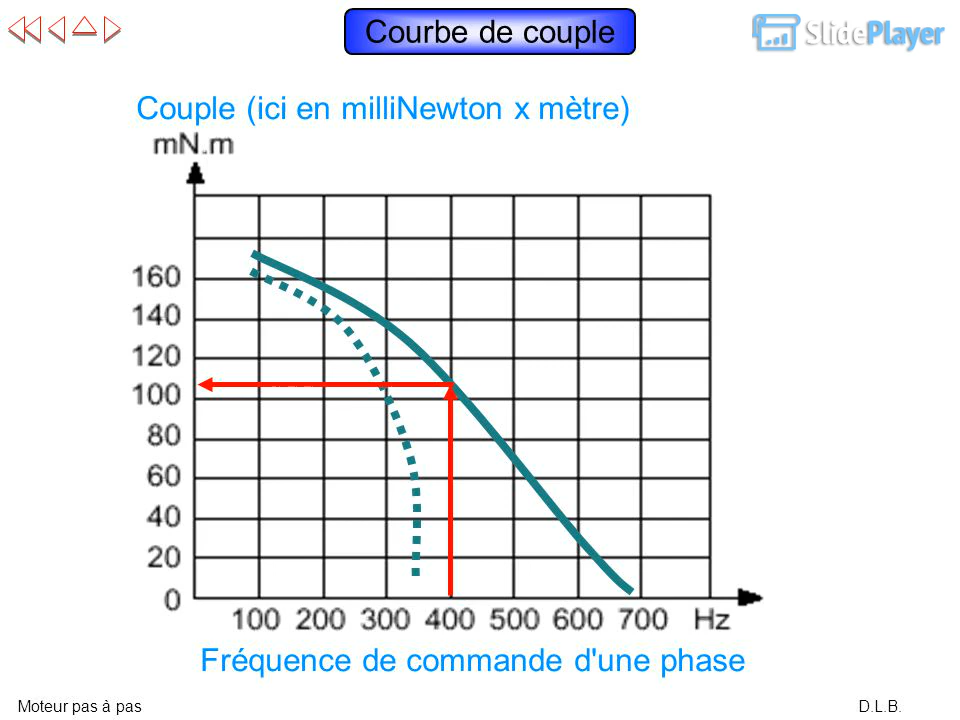 Courbe de couple
SlidePlayer
Couple (ici en milliNewton x mètre)
mN.m
160
140
120
100
80
60
40
20
0
100 200 300 400 500 600 700 Hz
Fréquence de commande d'une phase
Moteur pas à pas D.L.B.